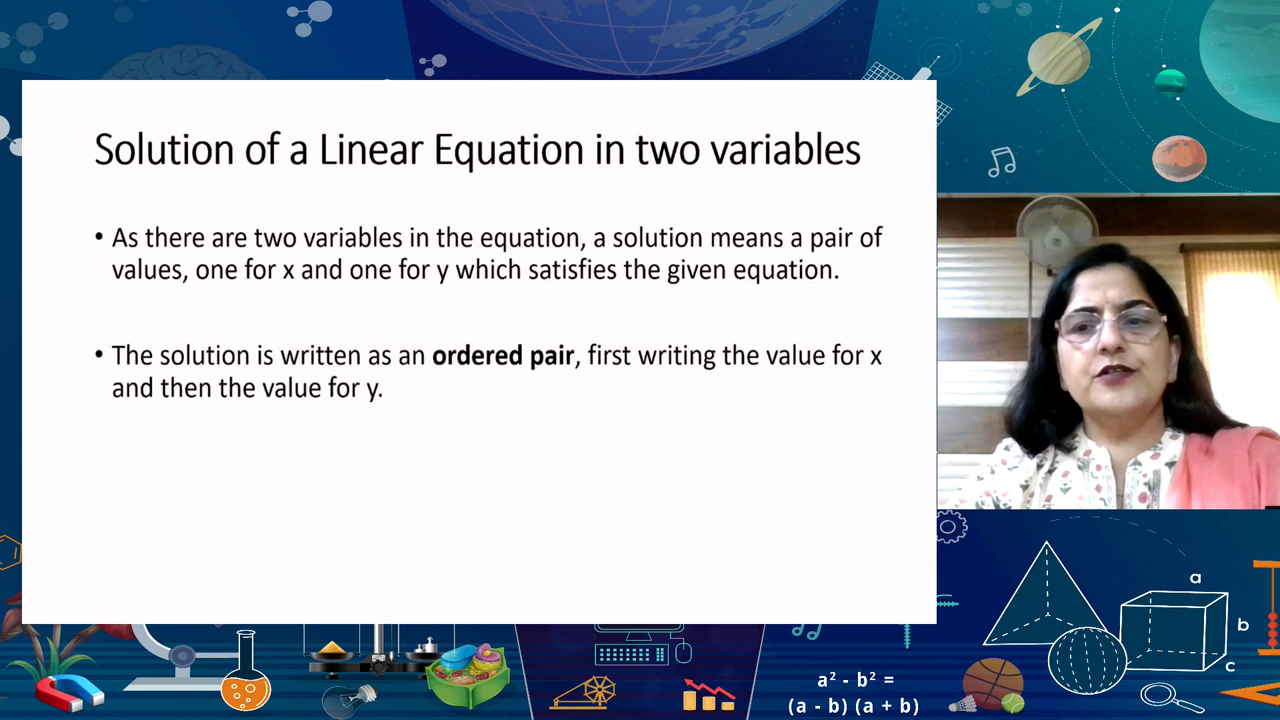 Solution of a Linear Equation in two variables
• As there are two variables in the equation, a solution means a pair of
values, one for x and one for y which satisfies the given equation.
• The solution is written as an ordered pair, first writing the value for x
and then the value for y.
a
b
c
a² - b² =
(a - b) (a + b)